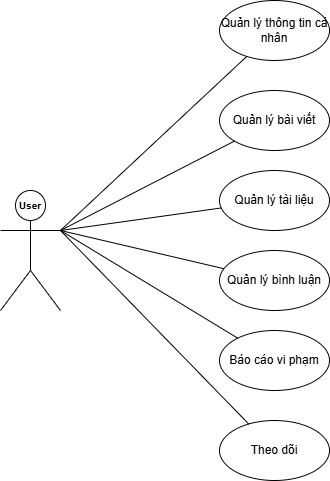 Quản lý thông tin cả
nhân
Quản lý bài viết
Quản lý tài liệu
User
Quản lý bình luận
Báo cáo vi phạm
Theo dõi